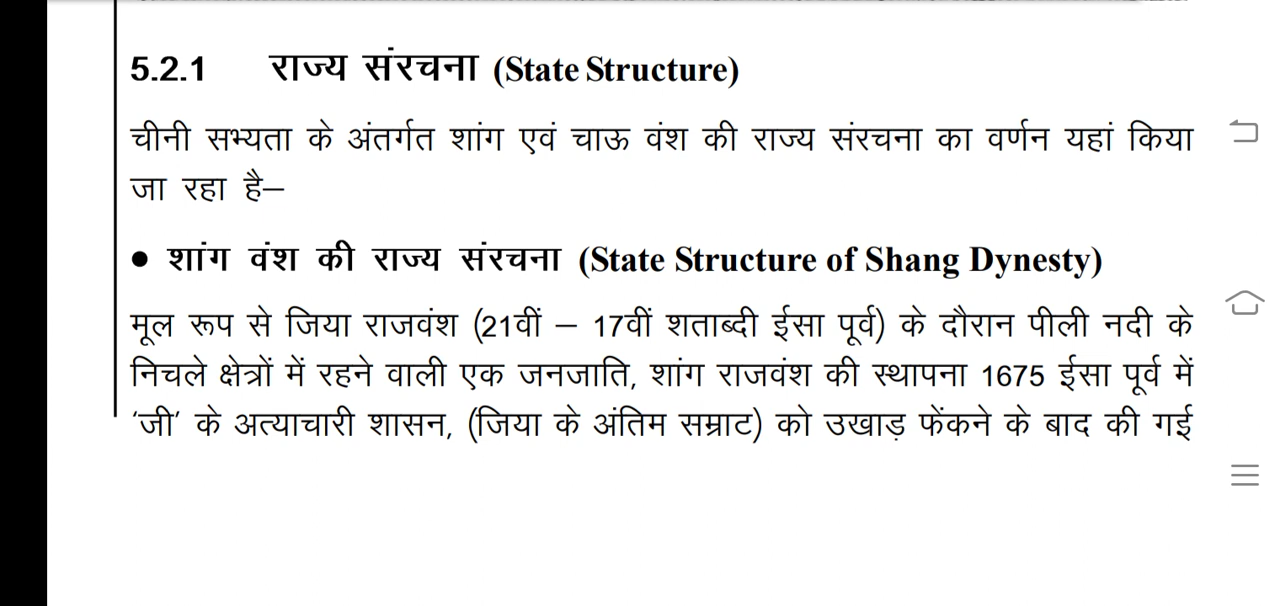 5.2.1 राज्य संरचना (State Structure)
चीनी सभ्यता के अंतर्गत शांग एवं चाऊ वंश की राज्य संरचना का वर्णन यहां किया
जा रहा है–
• शांग वंश की राज्य संरचना (State Structure of Shang Dynesty)
मूल रूप से जिया राजवंश (21वीं – 17वीं शताब्दी ईसा पूर्व) के दौरान पीली नदी के
निचले क्षेत्रों में रहने वाली एक जनजाति, शांग राजवंश की स्थापना 1675 ईसा पूर्व में
‘जी’ के अत्याचारी शासन, (जिया के अंतिम सम्राट) को उखाड़ फेंकने के बाद की गई